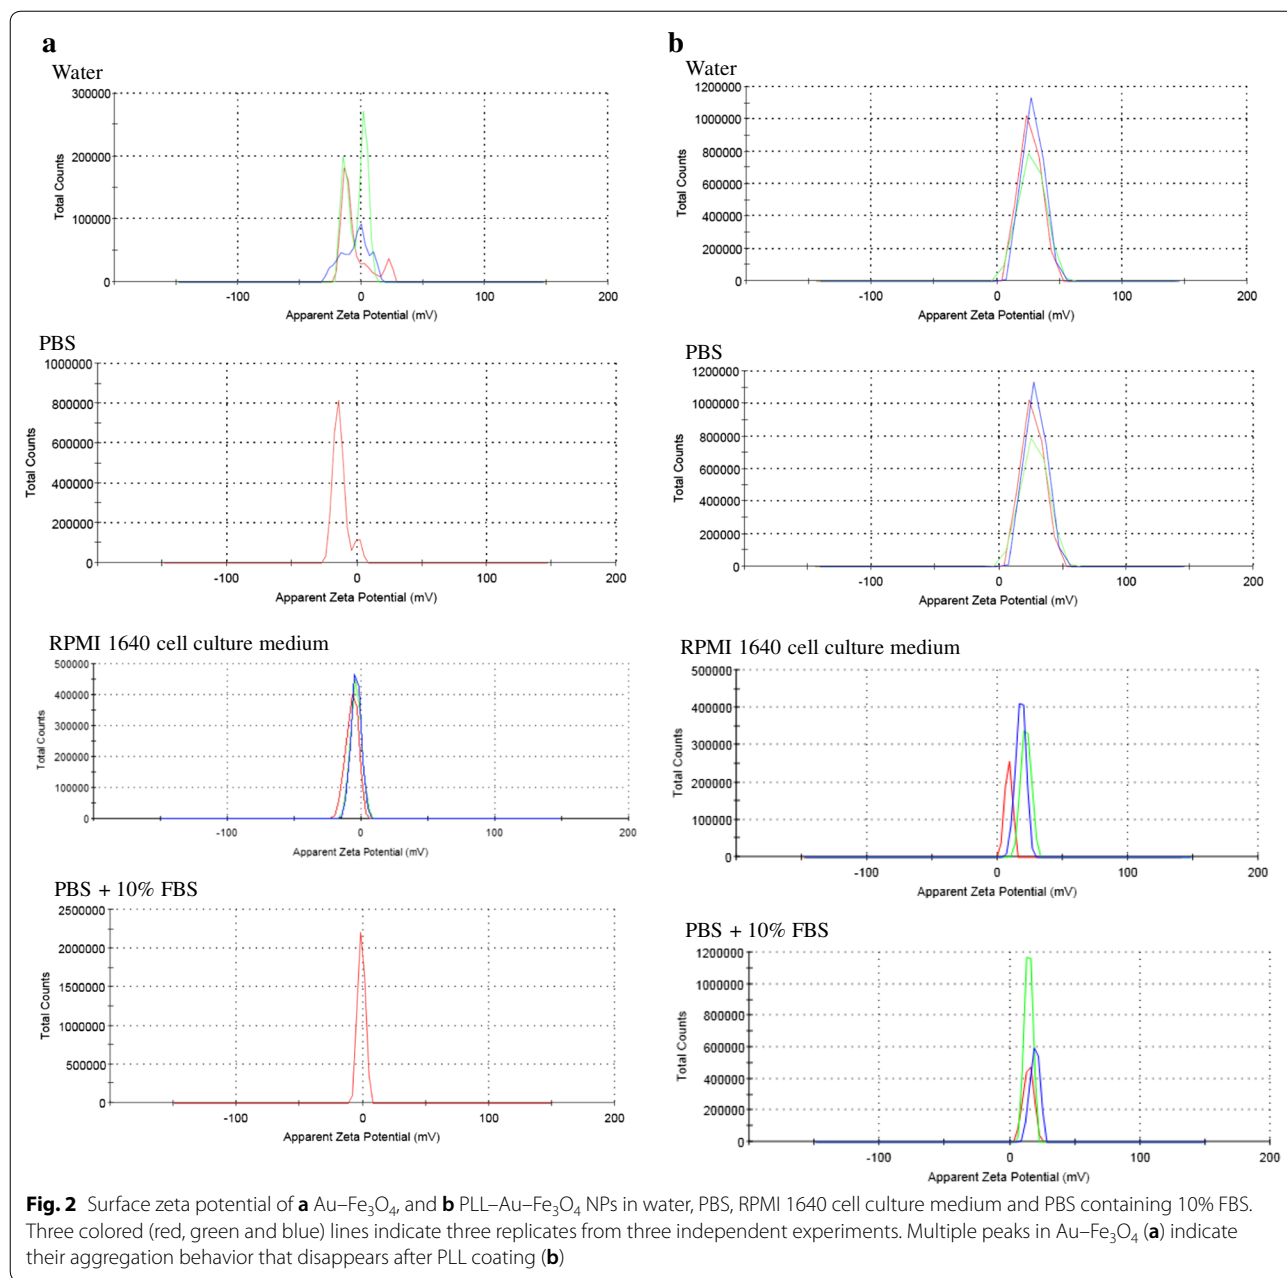 a
Water
300000
200000
100000
0
-100
0
100
200
Total Counts
Apparent Zeta Potential (mV)
PBS
1000000
800000
600000
400000
200000
0
-100
0
100
200
Total Counts
Apparent Zeta Potential (mV)
RPMI 1640 cell culture medium
500000
400000
300000
200000
100000
0
-100
0
100
200
Total Counts
Apparent Zeta Potential (mV)
PBS + 10% FBS
2500000
2000000
1500000
1000000
500000
0
-100
0
100
200
Total Counts
Apparent Zeta Potential (mV)
b
Water
1200000
1000000
800000
600000
400000
200000
0
-100
0
100
200
Total Counts
Apparent Zeta Potential (mV)
PBS
1200000
1000000
800000
600000
400000
200000
0
-100
0
100
200
Total Counts
Apparent Zeta Potential (mV)
RPMI 1640 cell culture medium
500000
400000
300000
200000
100000
0
-100
0
100
200
Total Counts
Apparent Zeta Potential (mV)
PBS + 10% FBS
1200000
1000000
800000
600000
400000
200000
0
-100
0
100
200
Total Counts
Apparent Zeta Potential (mV)
Fig. 2 Surface zeta potential of a Au–Fe₃O₄, and b PLL–Au–Fe₃O₄ NPs in water, PBS, RPMI 1640 cell culture medium and PBS containing 10% FBS.
Three colored (red, green and blue) lines indicate three replicates from three independent experiments. Multiple peaks in Au–Fe₃O₄ (a) indicate
their aggregation behavior that disappears after PLL coating (b)